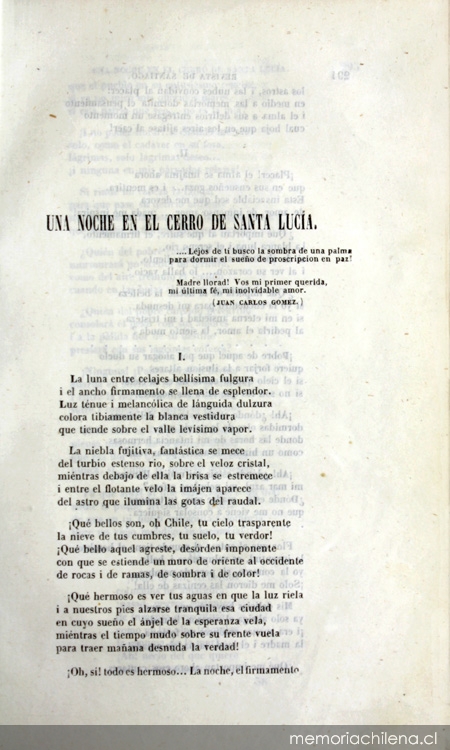 UNA NOCHE EN EL CERRO DE SANTA LUCÍA.
....Léjos de ti busco la sombra de una palma
para dormir el sueño de proscripcion en paz!
Madre llorad! Vos mi primer querida,
mi última fé, mi inolvidable amor.
(JUAN CARLOS GOMEZ.)
I.
La luna entre celajes bellísima fulgura
i el ancho firmamento se llena de esplendor.
Luz ténue i melancólica de lánguida dulzura
colora tibiamente la blanca vestidura
que tiende sobre el valle levísimo vapor.
La niebla fujitiva, fantástica se mece
del turbio estenso rio, sobre el veloz cristal,
miéntras debajo de ella la brisa se estremece
i entre el flotante velo la imájen aparece
del astro que ilumina las gotas del raudal.
¡Qué bellos son, oh Chile, tu cielo trasparente
la nieve de tus cumbres, tu suelo, tu verdor!
¡Qué bello aquel agreste, desórden imponente
con que se estiende un muro de oriente al occidente
de rocas i de ramas, de sombra i de color!
¡Qué hermoso es ver tus aguas en que la luz riela
i a nuestros piés alzarse tranquila esa ciudad
en cuyo sueño el ánjel de la esperanza vela,
miéntras el tiempo mudo sobre su frente vuela
para traer mañana desnuda la verdad!
¡Oh, si! todo es hermoso... La noche, el firmamento
memoriachilena.cl